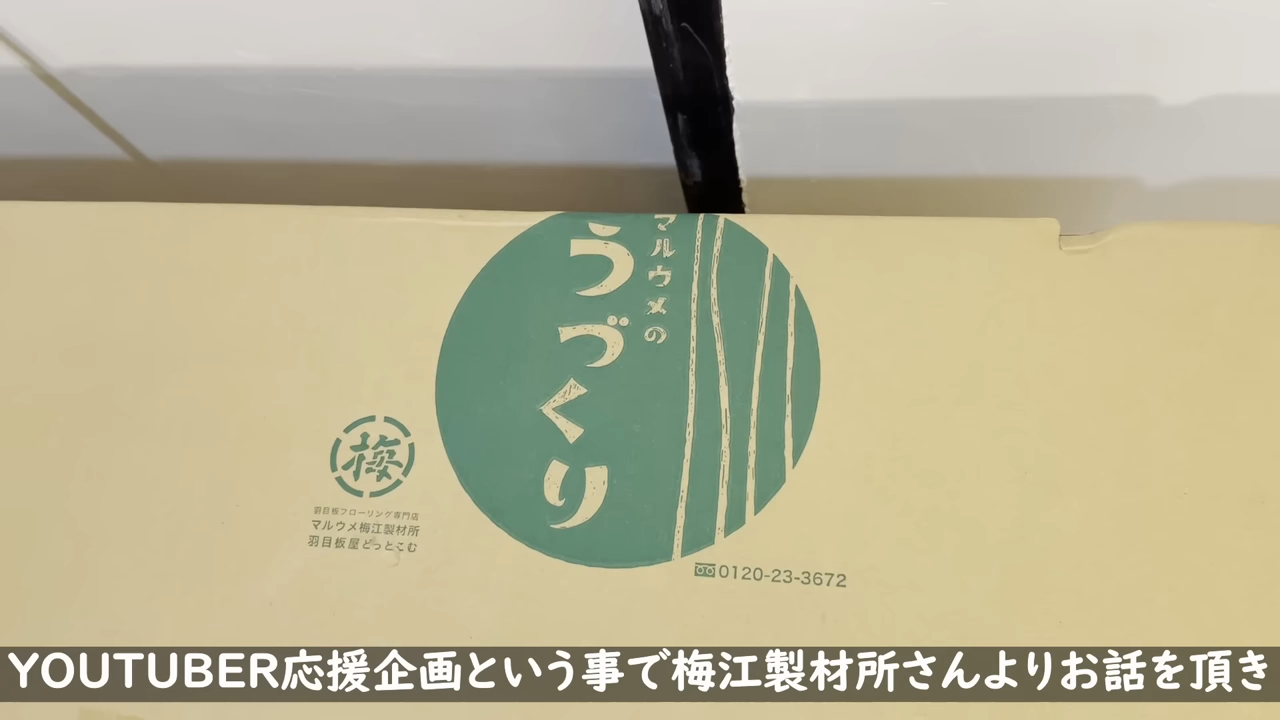 マルウメの
うづくり
梅
羽目板フローリング専門店
マルウメ梅江製材所
羽目板屋どっとこむ
0120-23-3672
YOUTUBER応援企画という事で梅江製材所さんよりお話を頂き